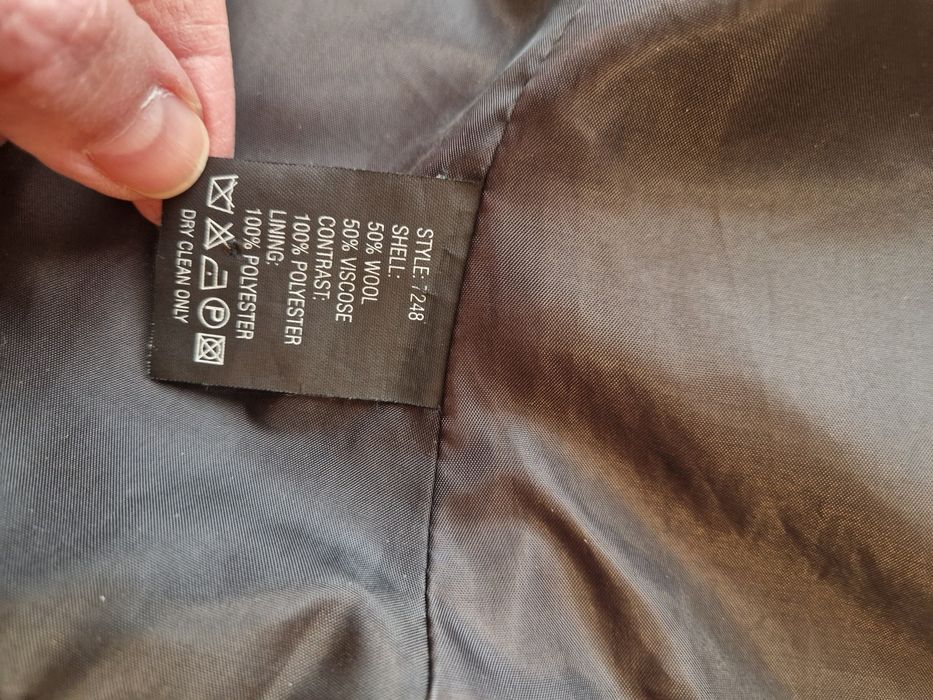 STYLE: 7248
SHELL:
50% WOOL
50% VISCOSE
CONTRAST:
100% POLYESTER
LINING:
100% POLYESTER
P
DRY CLEAN ONLY